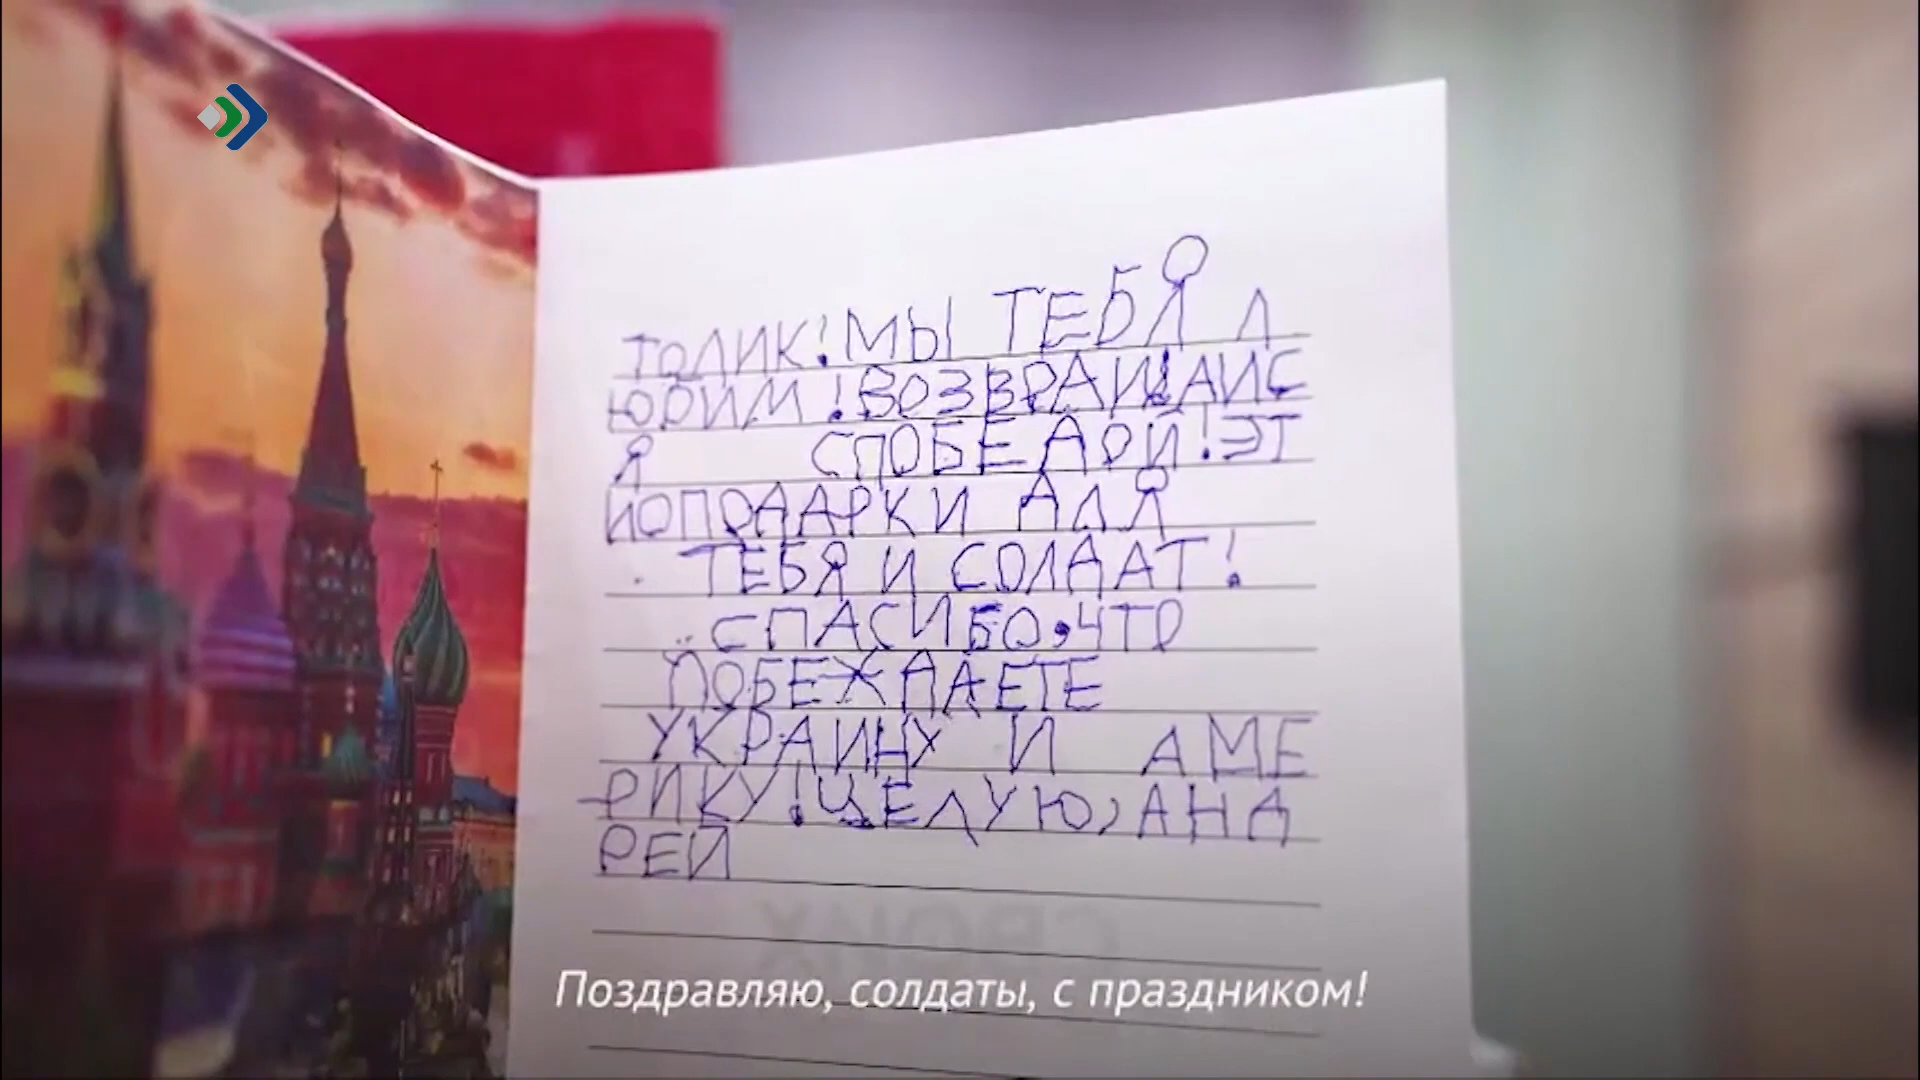 ТОЛИК! МЫ ТЕБЯ Л
ЮБИМ! ВОЗВРАЩАЙС
Я С ПОБЕДОЙ! ЭТ
И ПОДАРКИ ДЛЯ
ТЕБЯ И СОЛДАТ!
СПАСИБО, ЧТО
ПОБЕЖДАЕТЕ
УКРАИНУ И АМЕ
РИКУ! ЦЕЛУЮ, АНД
РЕЙ
СВОИХ
Поздравляю, солдаты, с праздником!